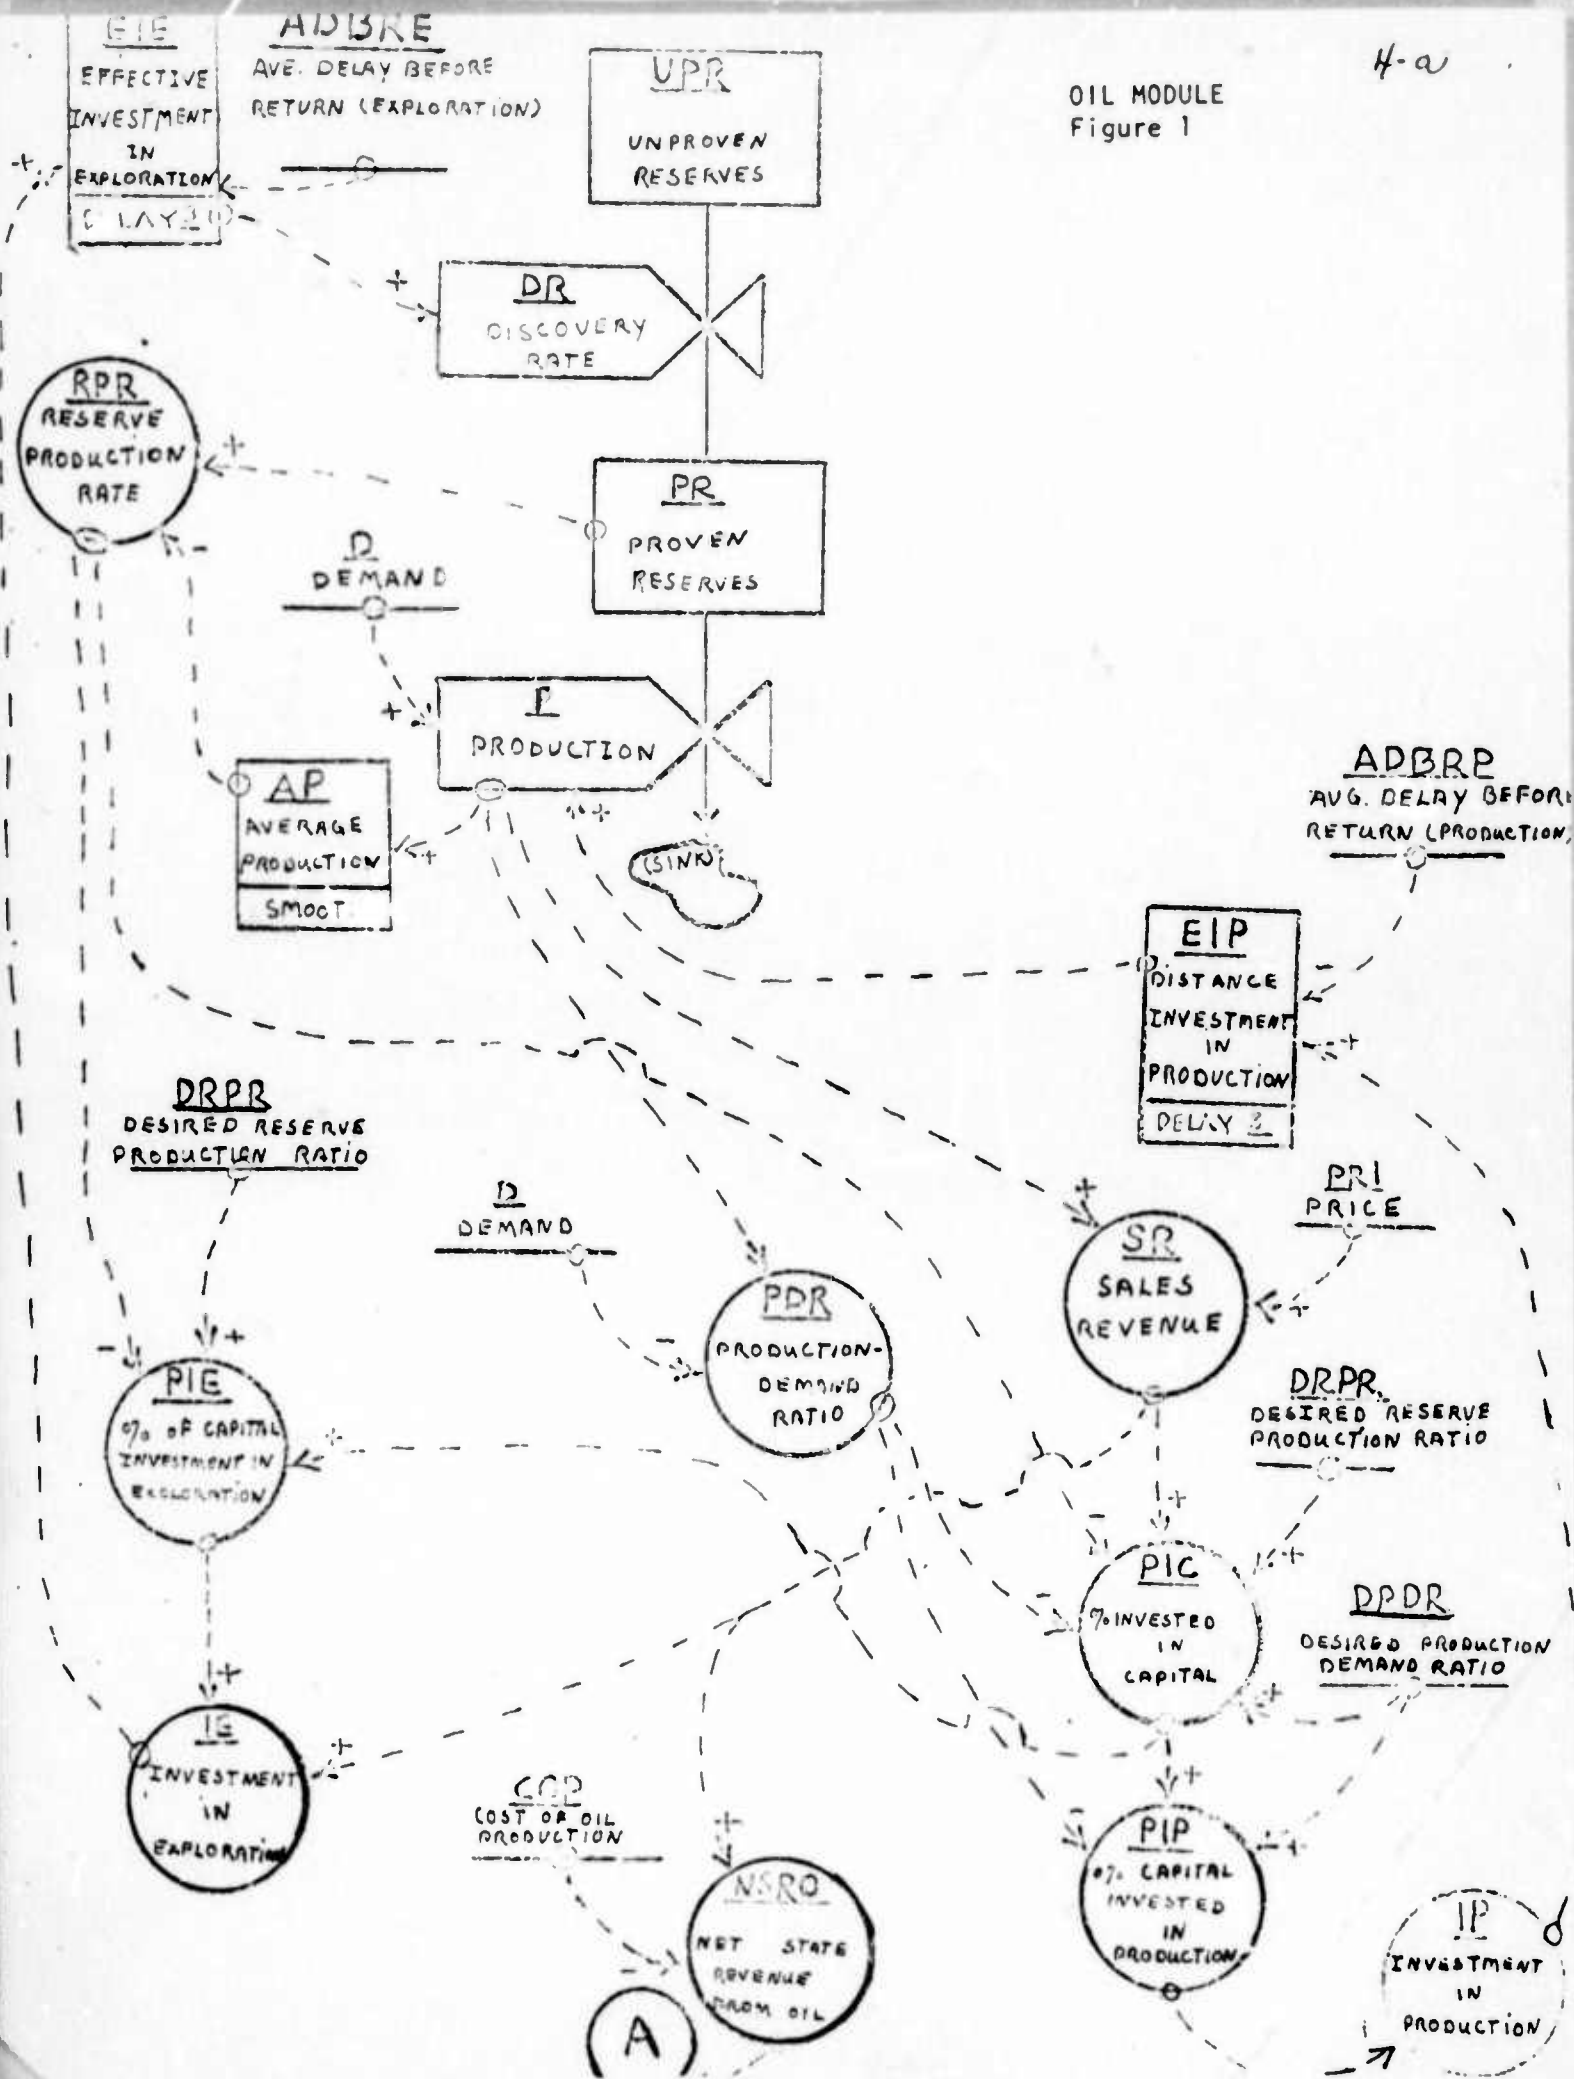 4-a
OIL MODULE
Figure 1
EIE
EFFECTIVE
INVESTMENT
IN
EXPLORATION
ADBRE
AVE. DELAY BEFORE
RETURN (EXPLORATION)
UPR
UNPROVEN
RESERVES
+
+
DR
DISCOVERY
RATE
RPR
RESERVE
PRODUCTION
RATE
+
-
PR
PROVEN
RESERVES
D
DEMAND
+
P
PRODUCTION
+
AP
AVERAGE
PRODUCTION
SMOOT
+
(SINK)
ADBRP
AVG. DELAY BEFOR
RETURN (PRODUCTION
EIP
DISTANCE
INVESTMENT
IN
PRODUCTION
DELAY 3
-
+
DRPR
DESIRED RESERVE
PRODUCTION RATIO
D
DEMAND
PRI
PRICE
+
SR
SALES
REVENUE
+
PDR
PRODUCTION-
DEMAND
RATIO
-
-
+
PIE
% OF CAPITAL
INVESTMENT IN
EXPLORATION
+
DRPR
DESIRED RESERVE
PRODUCTION RATIO
-
+
+
PIC
% INVESTED
IN
CAPITAL
-
+
DPDR
DESIRED PRODUCTION
DEMAND RATIO
+
IE
INVESTMENT
IN
EXPLORATION
+
COP
COST OF OIL
PRODUCTION
+
-
NSRO
NET STATE
REVENUE
FROM OIL
A
+
-
+
PIP
% CAPITAL
INVESTED
IN
PRODUCTION
IP
INVESTMENT
IN
PRODUCTION